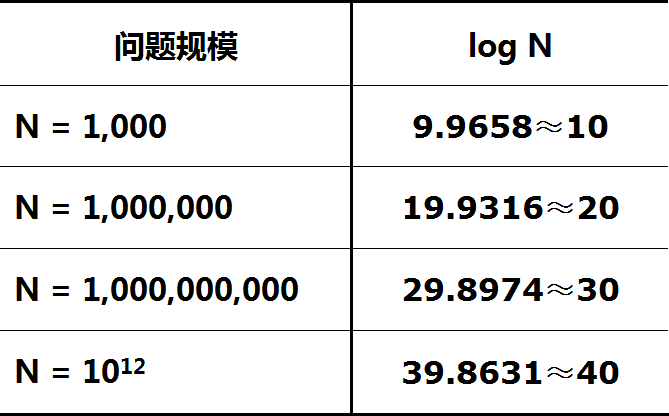 问题规模 log N
N = 1,000 9.9658≈10
N = 1,000,000 19.9316≈20
N = 1,000,000,000 29.8974≈30
N = 10¹² 39.8631≈40